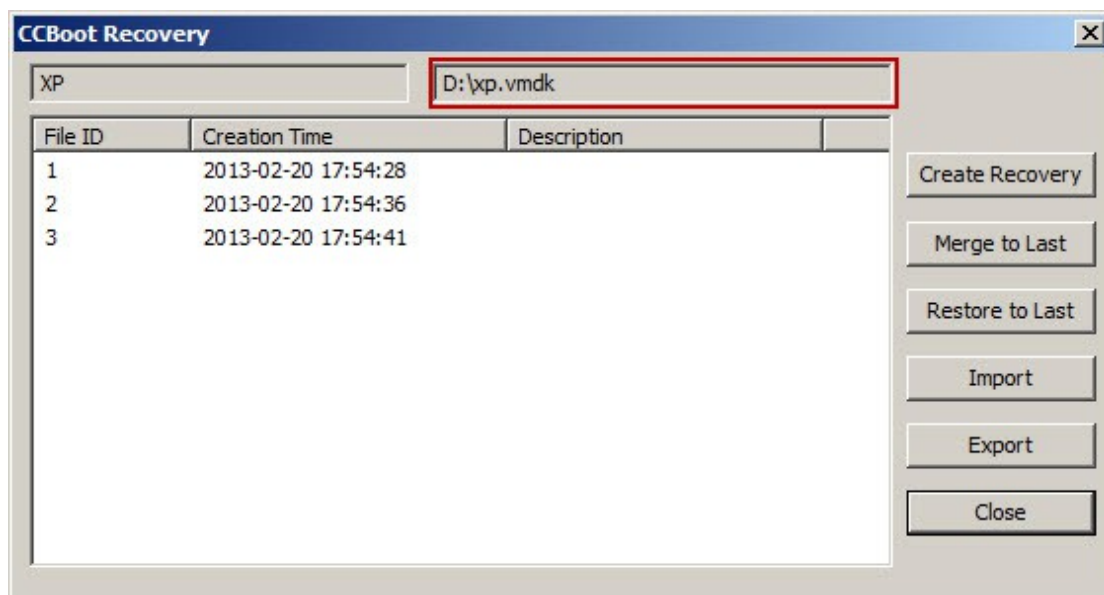 CCBoot Recovery
XP
D:\xp.vmdk
File ID Creation Time Description
1 2013-02-20 17:54:28
2 2013-02-20 17:54:36
3 2013-02-20 17:54:41
Create Recovery
Merge to Last
Restore to Last
Import
Export
Close